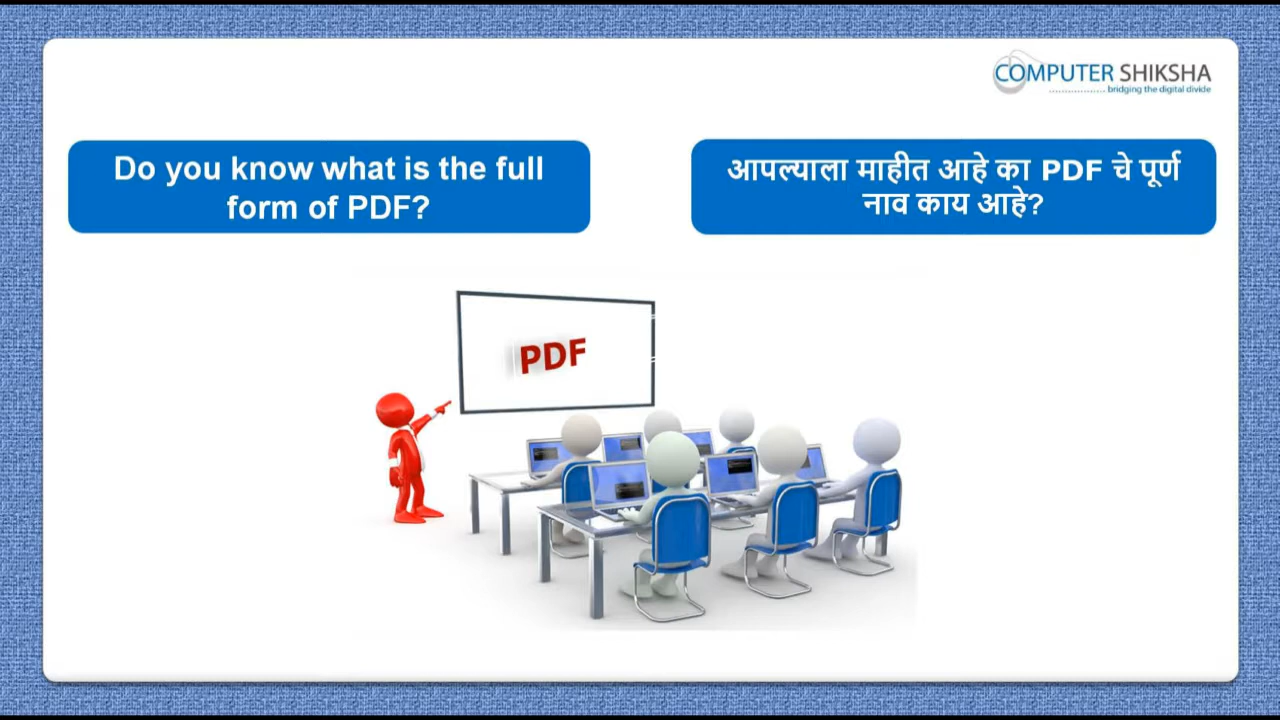 COMPUTER SHIKSHA
bridging the digital divide
Do you know what is the full
form of PDF?
आपल्याला माहीत आहे का PDF चे पूर्ण
नाव काय आहे?
PDF